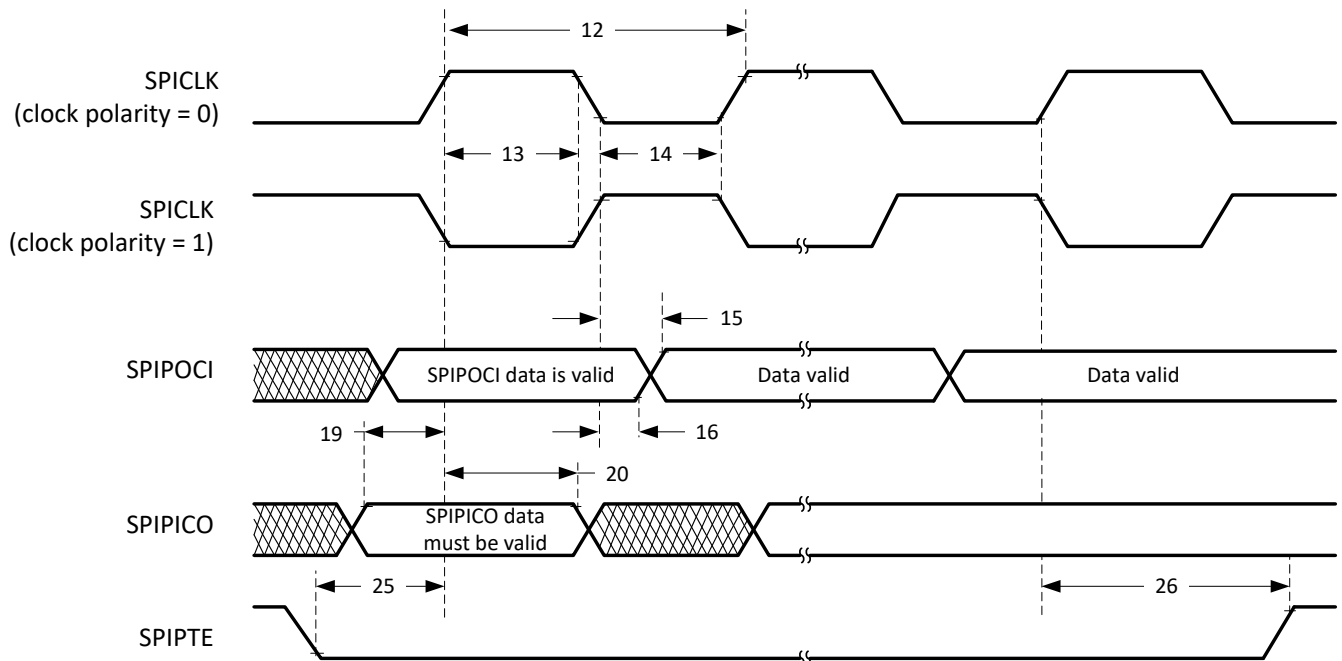 12
SPICLK
(clock polarity = 0)
13
14
SPICLK
(clock polarity = 1)
15
SPIPOCI
SPIPOCI data is valid
Data valid
Data valid
19
16
20
SPIPICO
SPIPICO data
must be valid
25
26
SPIPTE